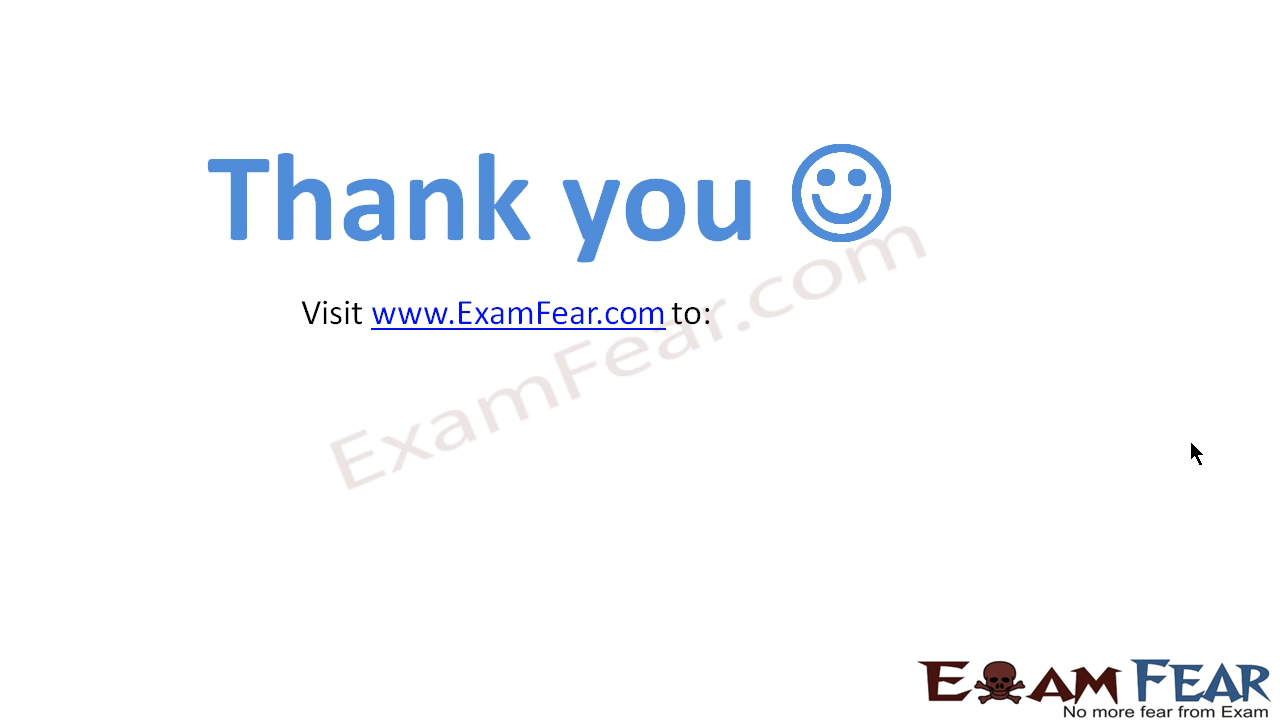 Thank you ☺
Visit www.ExamFear.com to:
ExamFear.com
EXAM FEAR
No more fear from Exam